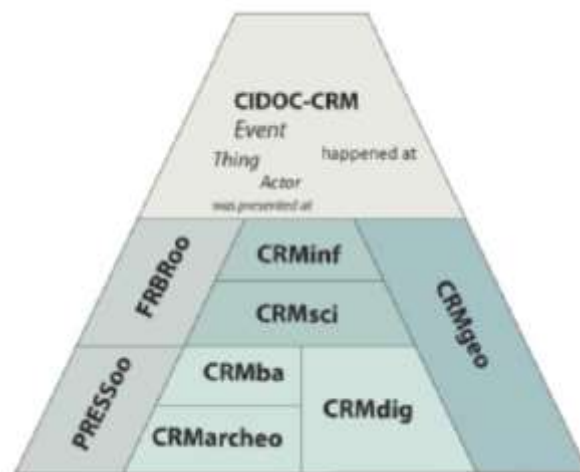 CIDOC-CRM
Event
Thing
happened at
Actor
was presented at
FRBRoo
CRMinf
CRMsci
CRMgeo
PRESSoo
CRMba
CRMdig
CRMarcheo